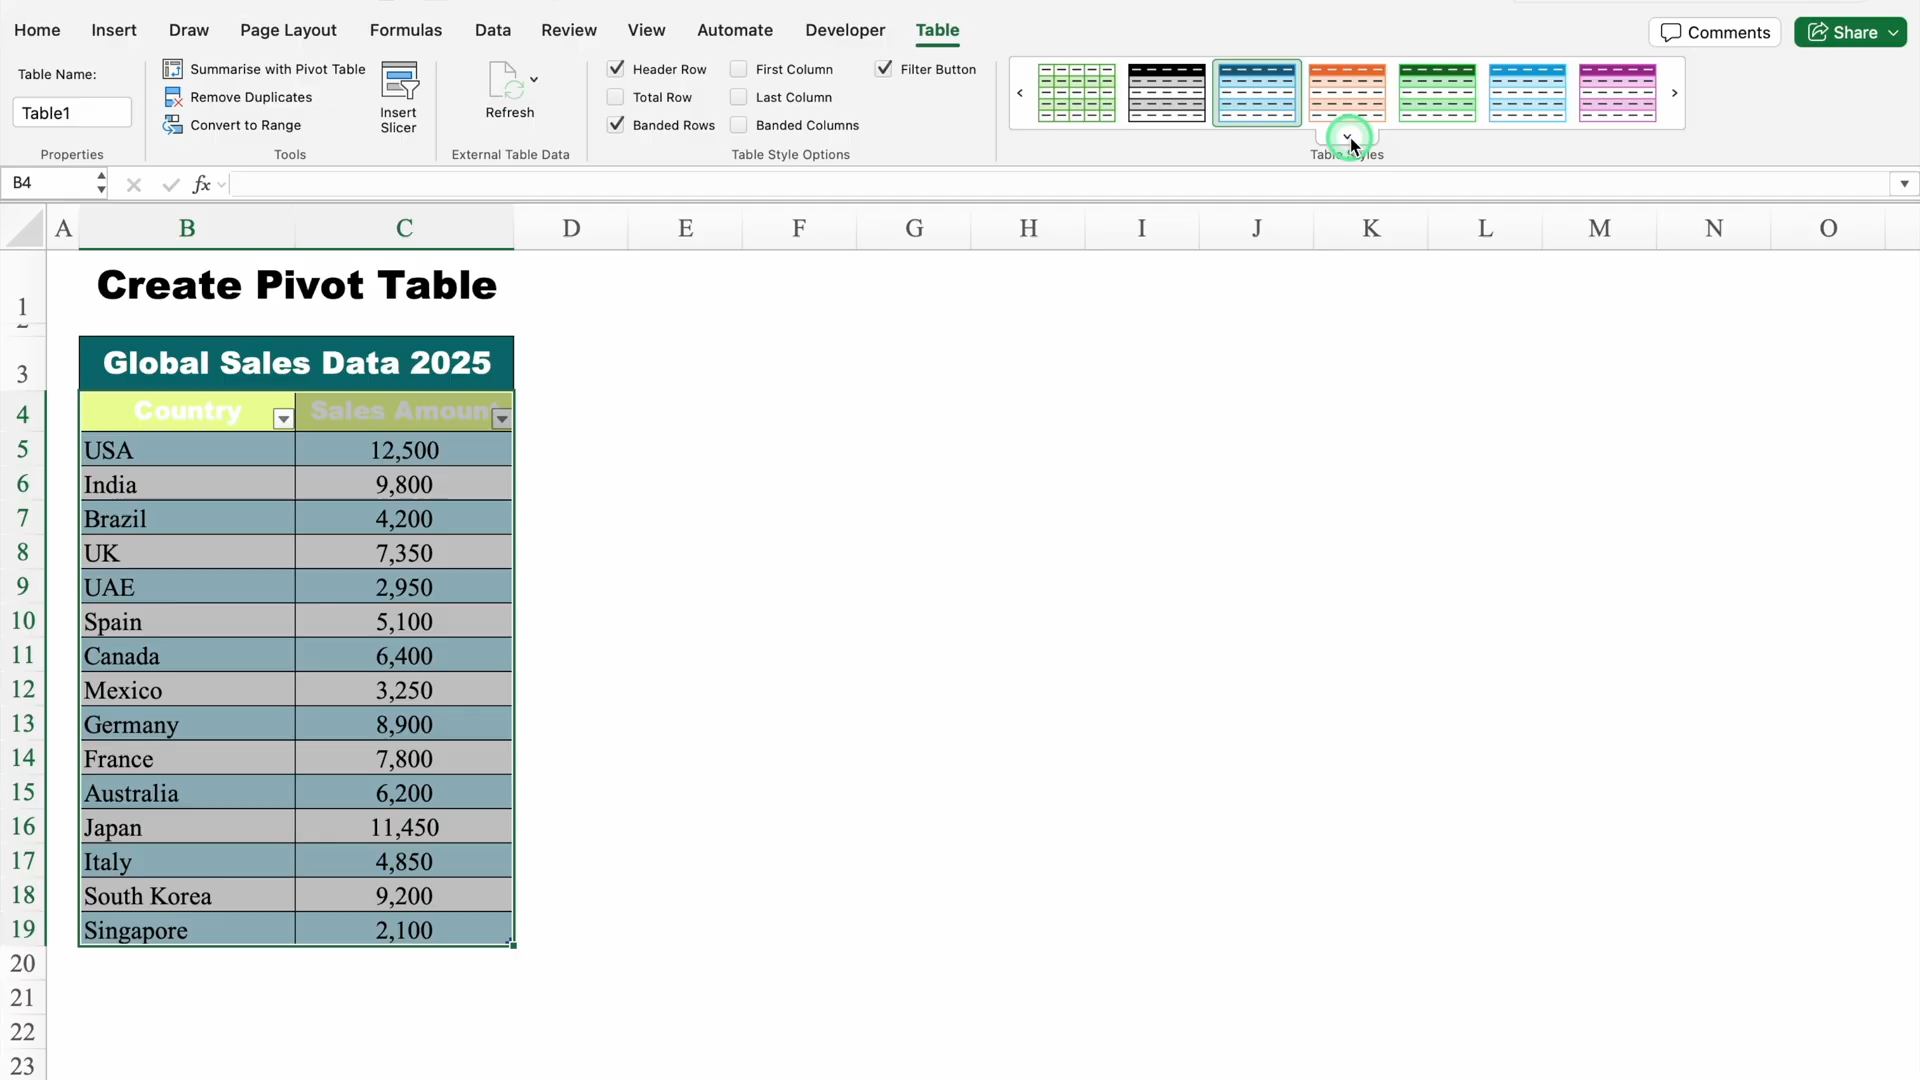 Home Insert Draw Page Layout Formulas Data Review View Automate Developer Table Comments Share
Table Name:
Table1
Properties
Summarise with Pivot Table
Remove Duplicates
Convert to Range
Insert
Slicer
Tools
Refresh
External Table Data
Header Row First Column Filter Button
Total Row Last Column
Banded Rows Banded Columns
Table Style Options
B4 fx
A B C D E F G H I J K L M N O
1 Create Pivot Table
2
3 Global Sales Data 2025
4 Country Sales Amount
5 USA 12,500
6 India 9,800
7 Brazil 4,200
8 UK 7,350
9 UAE 2,950
10 Spain 5,100
11 Canada 6,400
12 Mexico 3,250
13 Germany 8,900
14 France 7,800
15 Australia 6,200
16 Japan 11,450
17 Italy 4,850
18 South Korea 9,200
19 Singapore 2,100
20
21
22
23